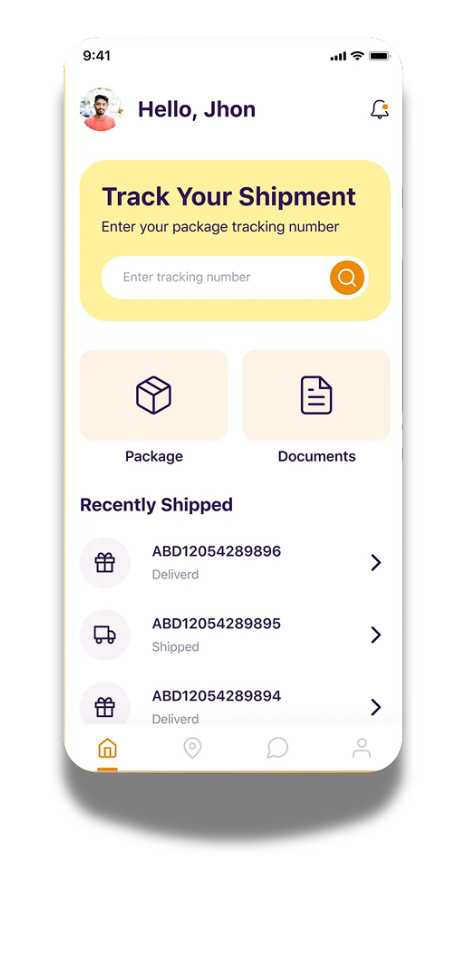 9:41
Hello, Jhon
Track Your Shipment
Enter your package tracking number
Enter tracking number
Package
Documents
Recently Shipped
ABD12054289896
Deliverd
ABD12054289895
Shipped
ABD12054289894
Deliverd